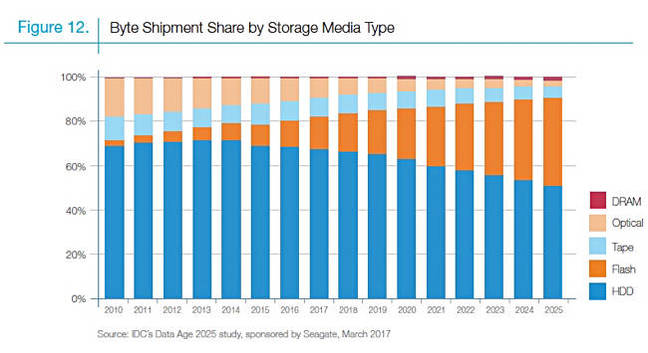 Figure 12. Byte Shipment Share by Storage Media Type
100%
80%
60%
40%
20%
0%
2010 2011 2012 2013 2014 2015 2016 2017 2018 2019 2020 2021 2022 2023 2024 2025
DRAM
Optical
Tape
Flash
HDD
Source: IDC's Data Age 2025 study, sponsored by Seagate, March 2017